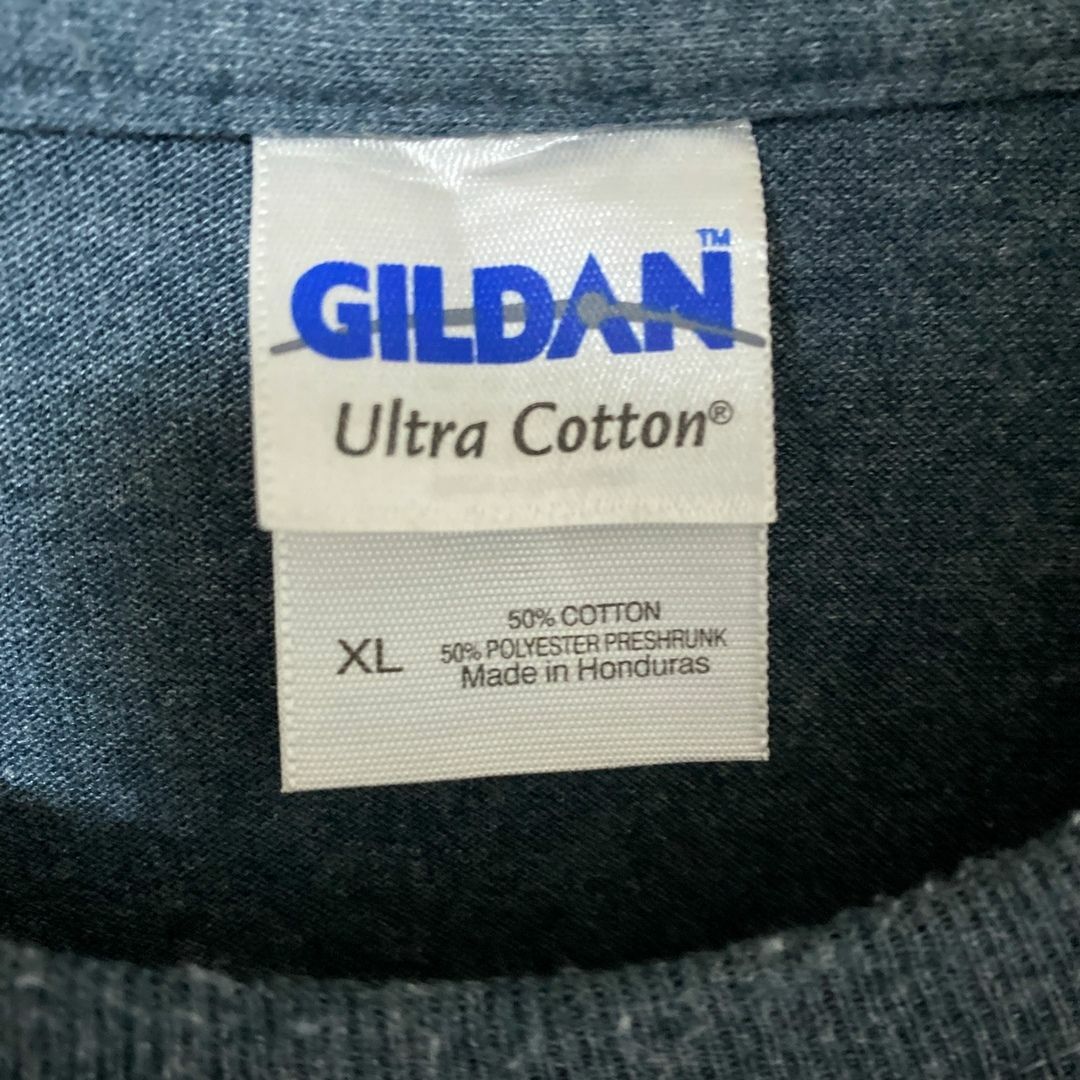 GILDAN™
Ultra Cotton®
XL
50% COTTON
50% POLYESTER PRESHRUNK
Made in Honduras